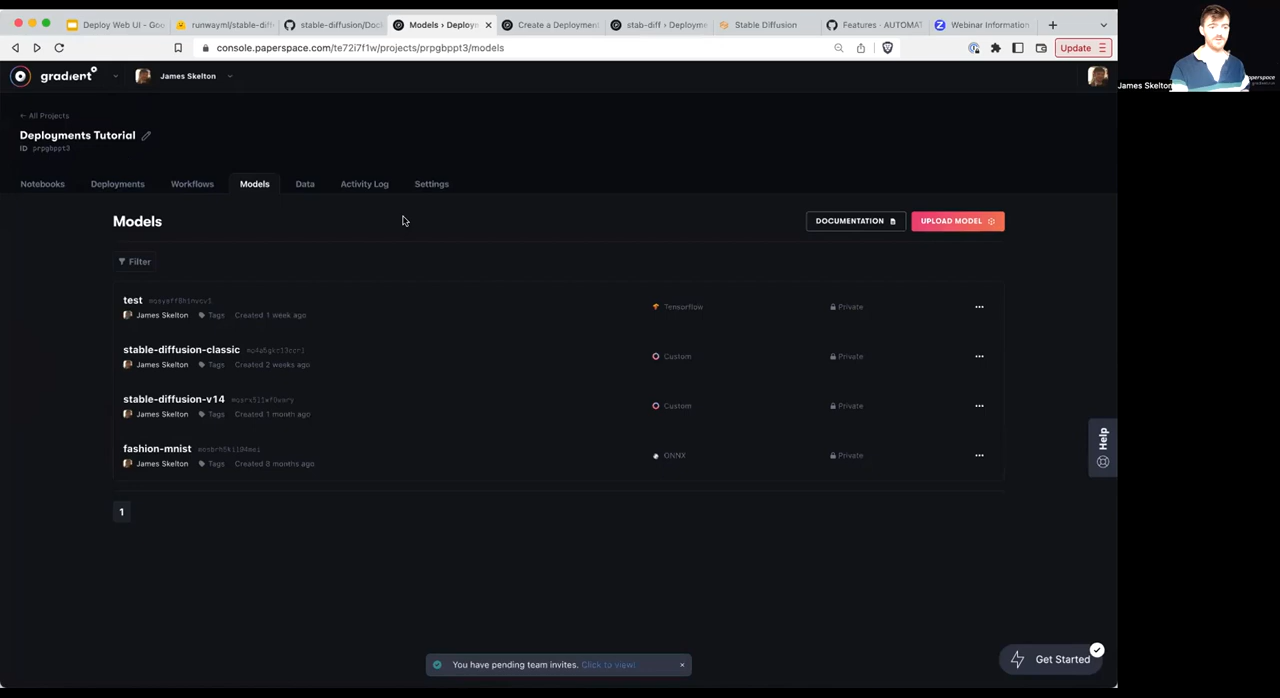 Deploy Web UI - Goo
runwayml/stable-diff
stable-diffusion/Doc
Models › Deploym
Create a Deployment
stab-diff › Deployme
Stable Diffusion
Features · AUTOMAT
Webinar Information
console.paperspace.com/te72i7f1w/projects/prpgbppt3/models
Update
gradient
James Skelton
James Skelton
← All Projects
Deployments Tutorial
ID prpgbppt3
Notebooks
Deployments
Workflows
Models
Data
Activity Log
Settings
Models
DOCUMENTATION
UPLOAD MODEL
Filter
test
James Skelton
Tags
Created 1 week ago
Tensorflow
Private
stable-diffusion-classic
James Skelton
Tags
Created 2 weeks ago
Custom
Private
stable-diffusion-v14
James Skelton
Tags
Created 1 month ago
Custom
Private
fashion-mnist
James Skelton
Tags
Created 8 months ago
ONNX
Private
1
Help
You have pending team invites. Click to view!
Get Started